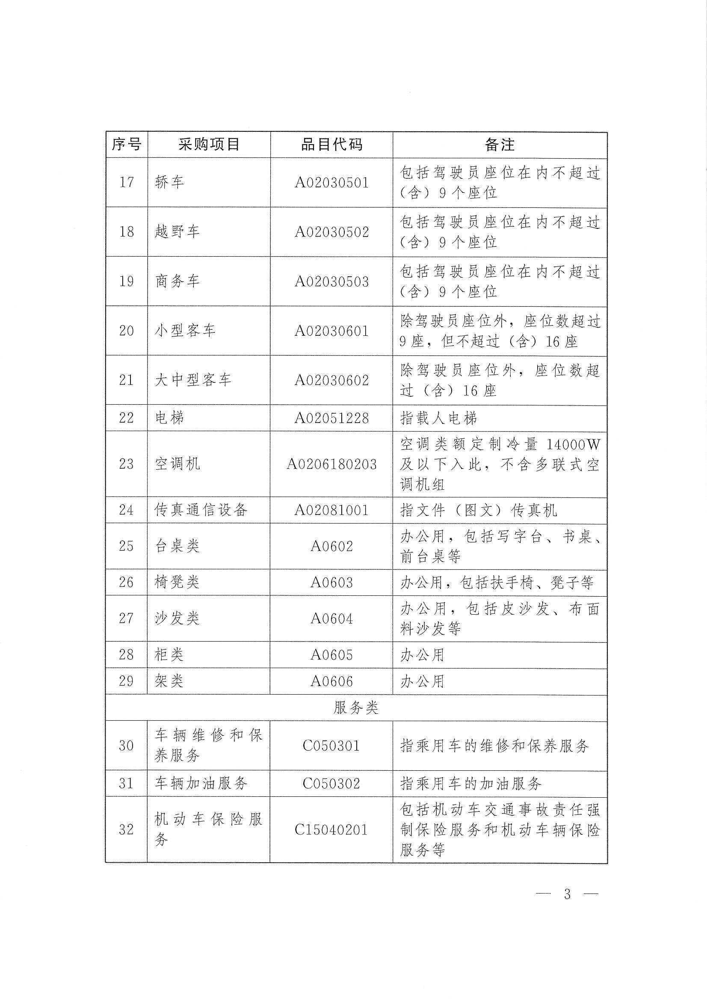 序号 采购项目 品目代码 备注
17 轿车 A02030501 包括驾驶员座位在内不超过
（含）9 个座位
18 越野车 A02030502 包括驾驶员座位在内不超过
（含）9 个座位
19 商务车 A02030503 包括驾驶员座位在内不超过
（含）9 个座位
20 小型客车 A02030601 除驾驶员座位外，座位数超过
9 座，但不超过（含）16 座
21 大中型客车 A02030602 除驾驶员座位外，座位数超
过（含）16 座
22 电梯 A02051228 指载人电梯
23 空调机 A0206180203 空调类额定制冷量 14000W
及以下入此，不含多联式空
调机组
24 传真通信设备 A02081001 指文件（图文）传真机
25 台桌类 A0602 办公用，包括写字台、书桌、
前台桌等
26 椅凳类 A0603 办公用，包括扶手椅、凳子等
27 沙发类 A0604 办公用，包括皮沙发、布面
料沙发等
28 柜类 A0605 办公用
29 架类 A0606 办公用
服务类
30 车辆维修和保
养服务 C050301 指乘用车的维修和保养服务
31 车辆加油服务 C050302 指乘用车的加油服务
32 机动车保险服
务 C15040201 包括机动车交通事故责任强
制保险服务和机动车辆保险
服务等
— 3 —